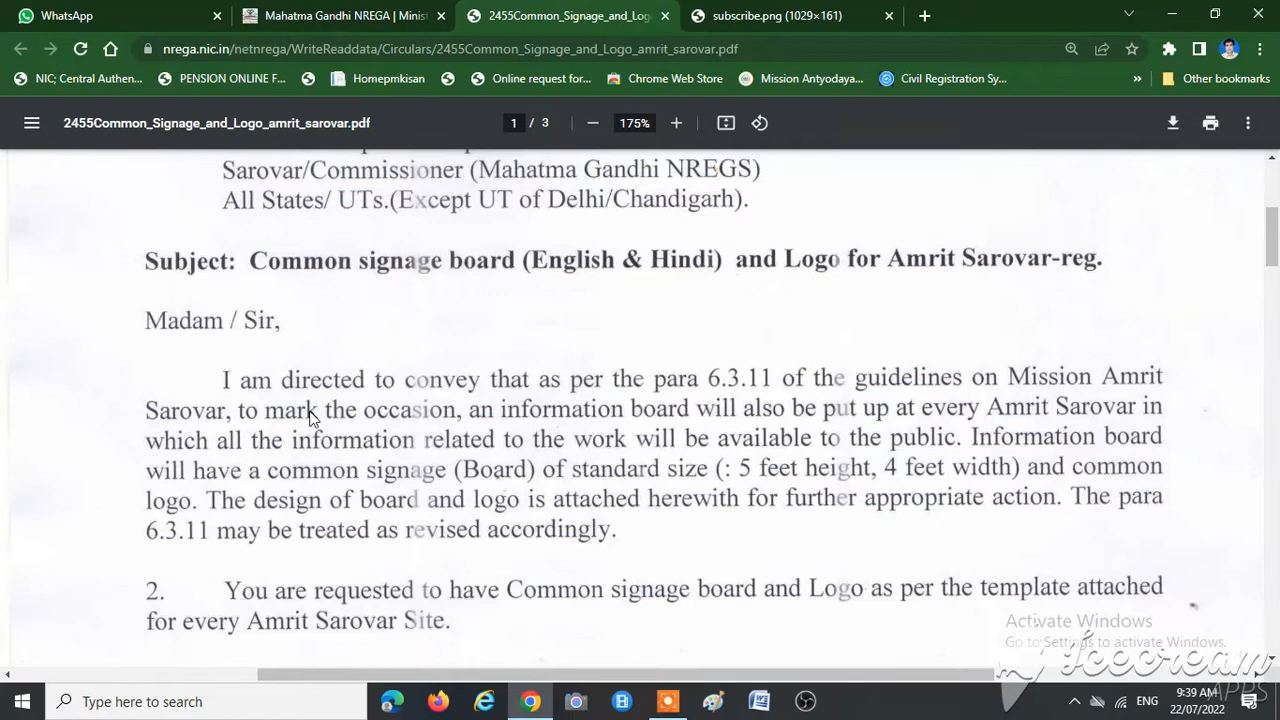 WhatsApp
Mahatma Gandhi NREGA | Minist
2455Common_Signage_and_Logo
subscribe.png (1029×161)
nrega.nic.in/netnrega/WriteReaddata/Circulars/2455Common_Signage_and_Logo_amrit_sarovar.pdf
NIC; Central Authen... PENSION ONLINE F... Homepmkisan Online request for... Chrome Web Store Mission Antyodaya... Civil Registration Sy... » Other bookmarks
2455Common_Signage_and_Logo_amrit_sarovar.pdf 1 / 3 175%
Sarovar/Commissioner (Mahatma Gandhi NREGS)
All States/ UTs.(Except UT of Delhi/Chandigarh).
Subject: Common signage board (English & Hindi) and Logo for Amrit Sarovar-reg.
Madam / Sir,
I am directed to convey that as per the para 6.3.11 of the guidelines on Mission Amrit
Sarovar, to mark the occasion, an information board will also be put up at every Amrit Sarovar in
which all the information related to the work will be available to the public. Information board
will have a common signage (Board) of standard size (: 5 feet height, 4 feet width) and common
logo. The design of board and logo is attached herewith for further appropriate action. The para
6.3.11 may be treated as revised accordingly.
2. You are requested to have Common signage board and Logo as per the template attached
for every Amrit Sarovar Site.
Activate Windows
Go to Settings to activate Windows.
Icecream
APPS
Type here to search
ENG
9:39 AM
22/07/2022